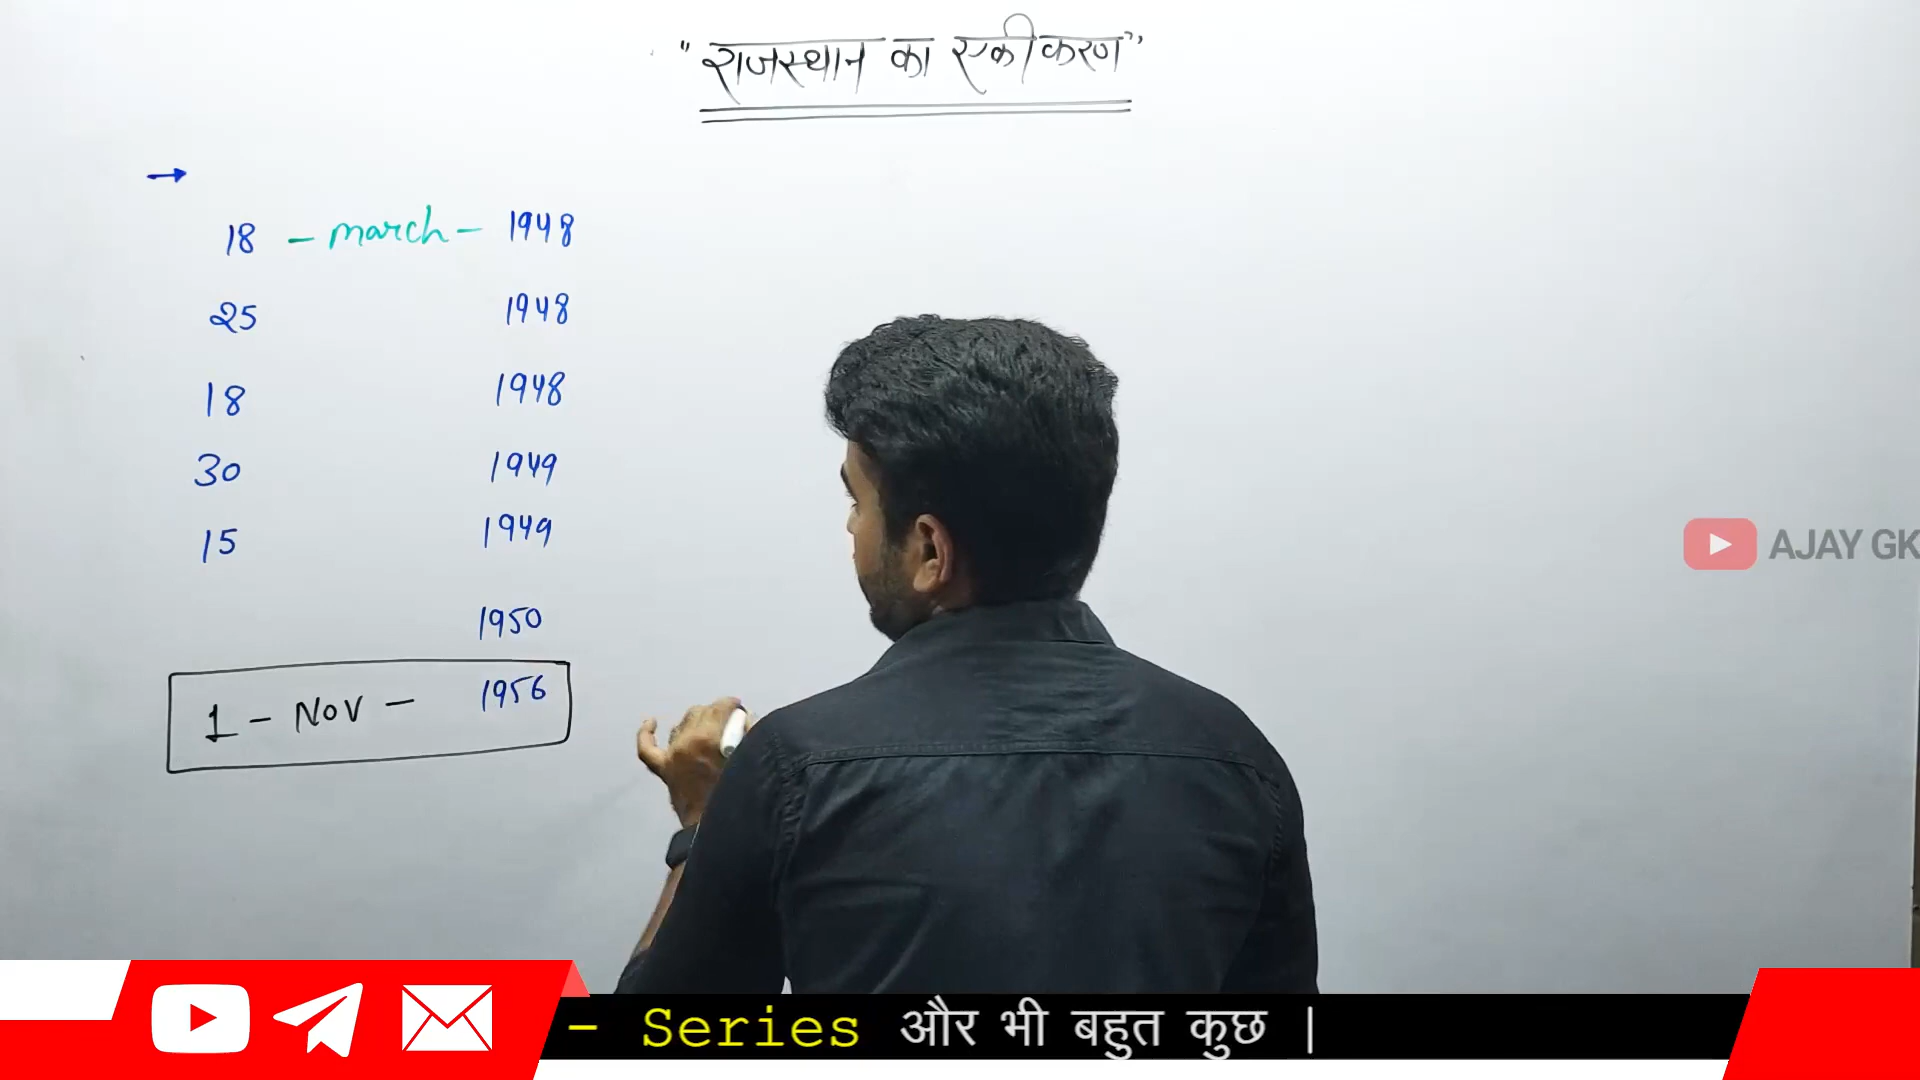 "राजस्थान का एकीकरण"
→
18 - march - 1948
25 1948
18 1948
30 1949
15 1949
1950
1 - Nov - 1956
AJAY GK
- Series और भी बहुत कुछ |